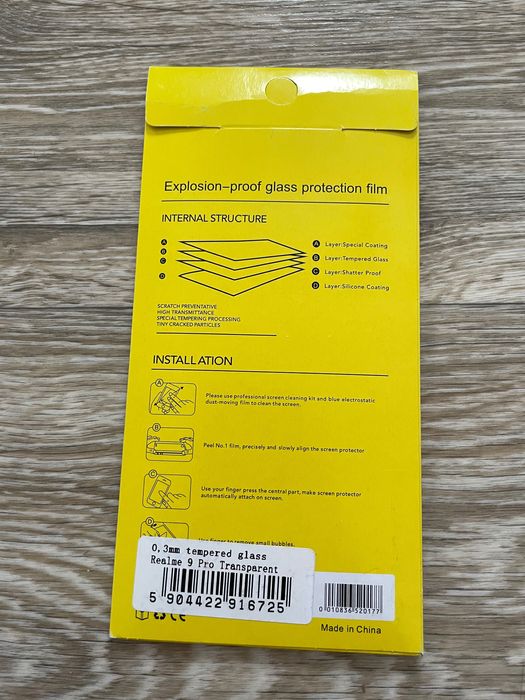 Explosion-proof glass protection film
INTERNAL STRUCTURE
A
B
C
D
A Layer:Special Coating
B Layer:Tempered Glass
C Layer:Shatter Proof
D Layer:Silicone Coating
SCRATCH PREVENTATIVE
HIGH TRANSMITTANCE
SPECIAL TEMPERING PROCESSING
TINY CRACKED PARTICLES
INSTALLATION
A
Please use professional screen cleaning kit and blue electrostatic
dust-moving film to clean the screen.
B
Peel No.1 film, precisely and slowly align the screen protector
C
Use your finger press the central part, make screen protector
automatically attach on screen.
D
Use finger to remove small bubbles.
0,3mm tempered glass
Realme 9 Pro Transparent
5 904422 916725
0 010836 520177
Made in China